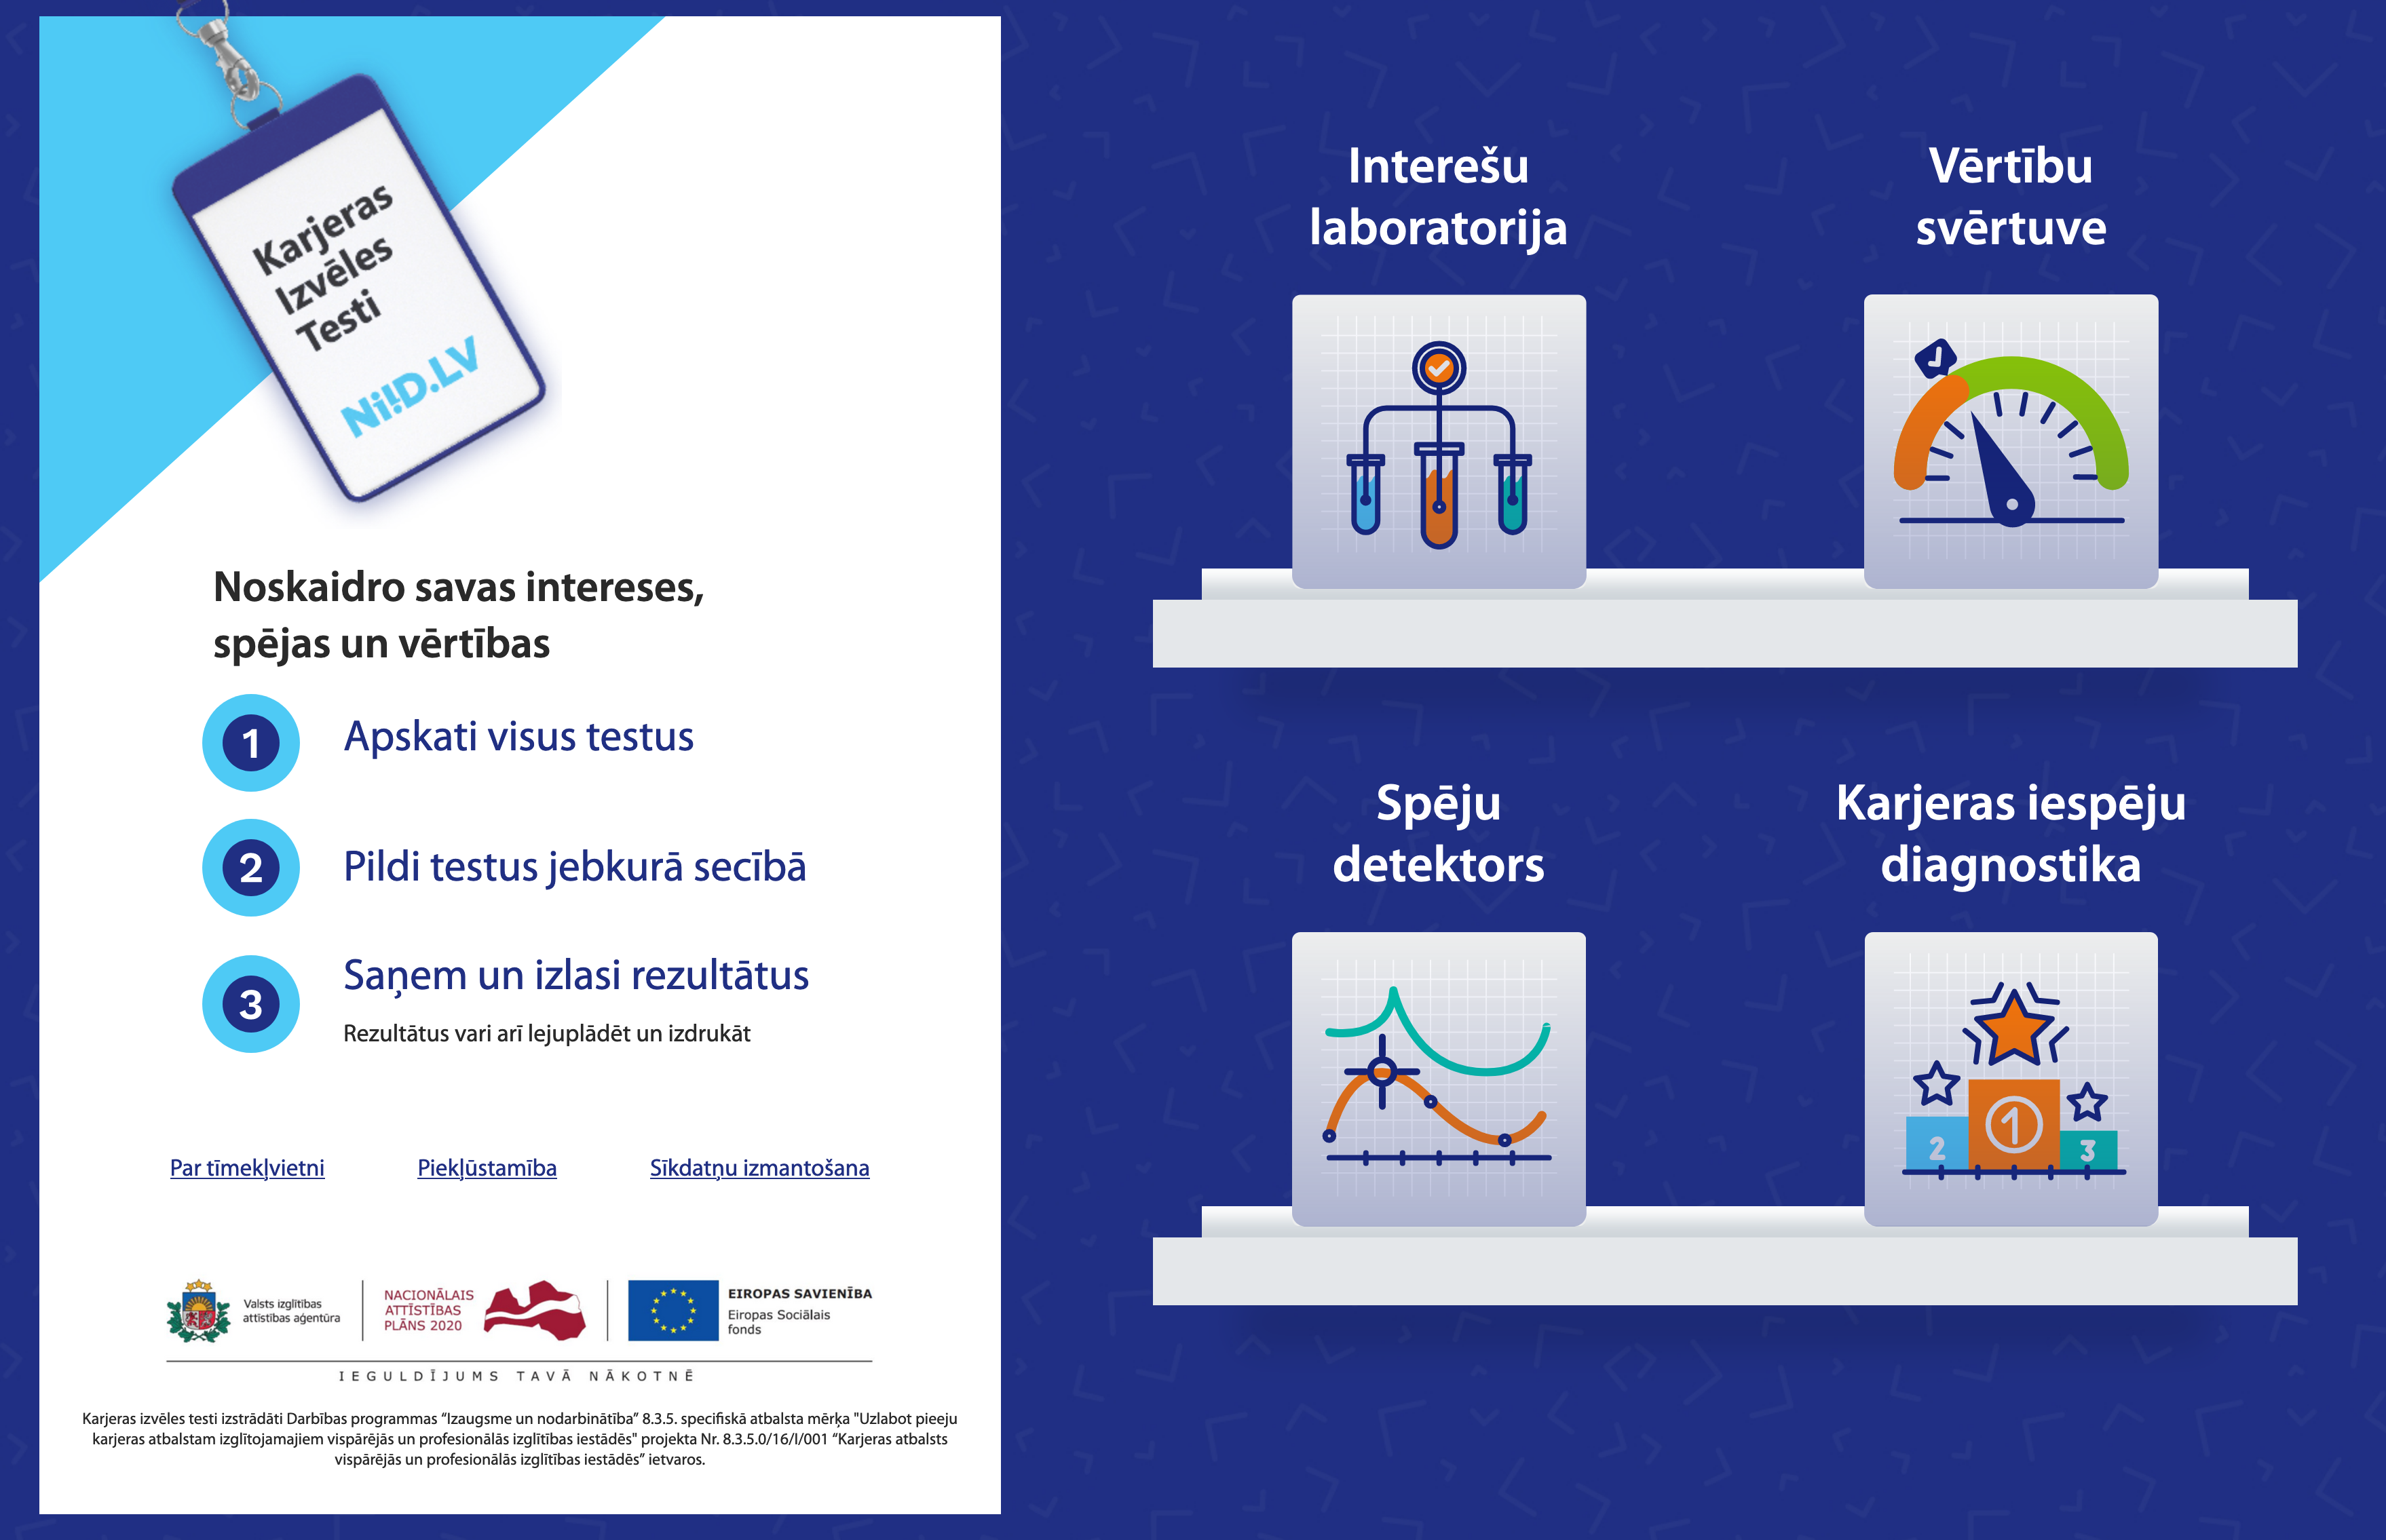 Karjeras
Izvēles
Testi
NiiD.LV
Noskaidro savas intereses,
spējas un vērtības
1 Apskati visus testus
2 Pildi testus jebkurā secībā
3 Saņem un izlasi rezultātus
Rezultātus vari arī lejuplādēt un izdrukāt
Par tīmekļvietni Piekļūstamība Sīkdatņu izmantošana
Valsts izglītības
attīstības aģentūra
NACIONĀLAIS
ATTĪSTĪBAS
PLĀNS 2020
EIROPAS SAVIENĪBA
Eiropas Sociālais
fonds
IEGULDĪJUMS TAVĀ NĀKOTNĒ
Karjeras izvēles testi izstrādāti Darbības programmas “Izaugsme un nodarbinātība” 8.3.5. specifiskā atbalsta mērķa "Uzlabot pieeju
karjeras atbalstam izglītojamajiem vispārējās un profesionālās izglītības iestādēs" projekta Nr. 8.3.5.0/16/I/001 “Karjeras atbalsts
vispārējās un profesionālās izglītības iestādēs” ietvaros.
Interešu
laboratorija
Vērtību
svērtuve
Spēju
detektors
Karjeras iespēju
diagnostika
2 1 3